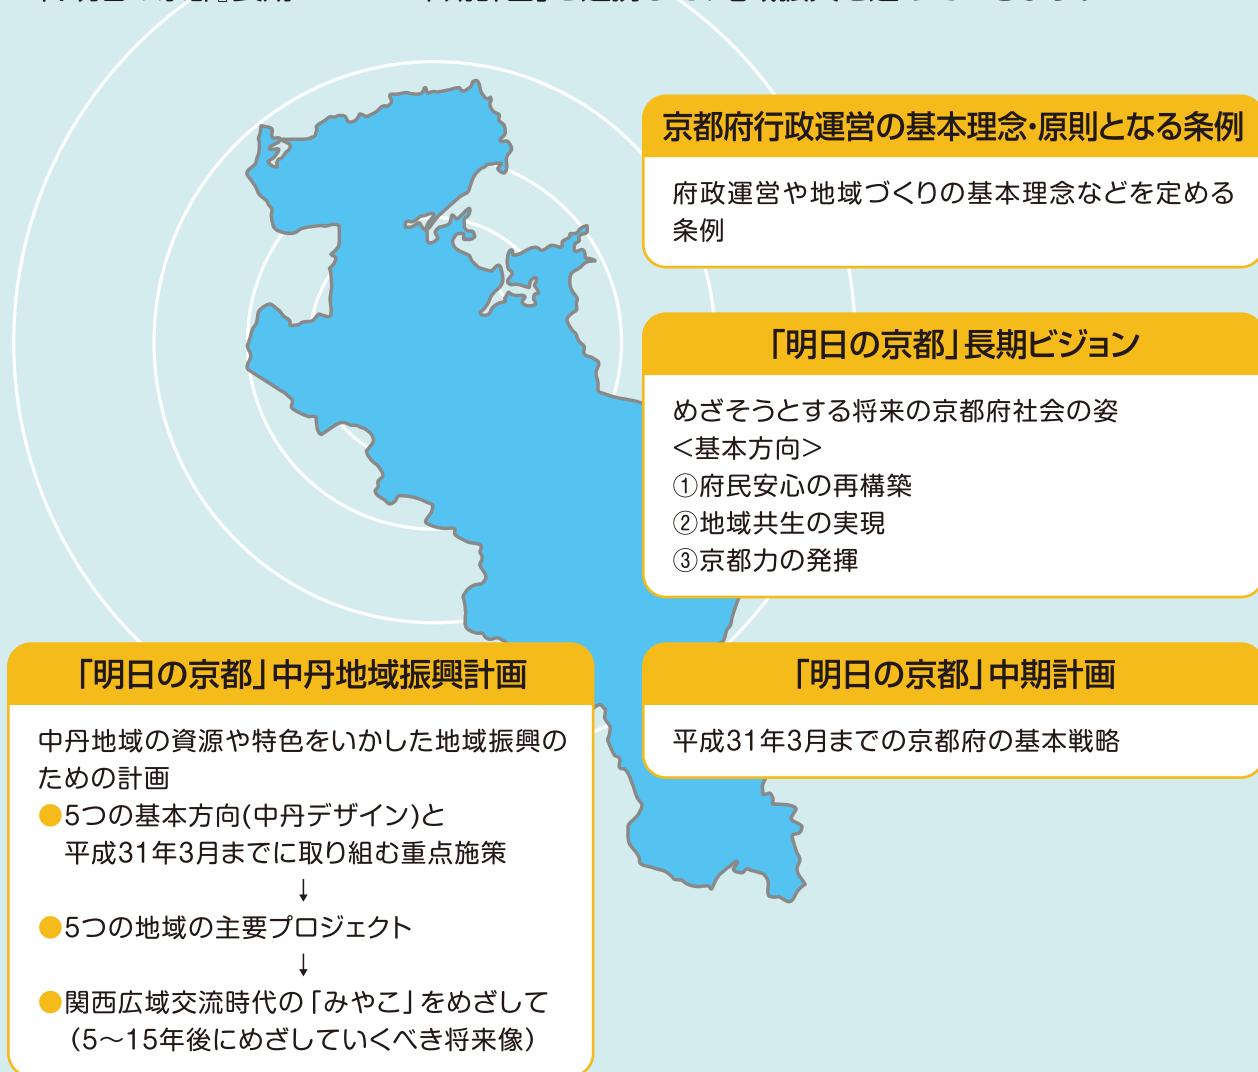 京都府行政運営の基本理念・原則となる条例
府政運営や地域づくりの基本理念などを定める
条例
「明日の京都」長期ビジョン
めざそうとする将来の京都府社会の姿
<基本方向>
①府民安心の再構築
②地域共生の実現
③京都力の発揮
「明日の京都」中期計画
平成31年3月までの京都府の基本戦略
「明日の京都」中丹地域振興計画
中丹地域の資源や特色をいかした地域振興の
ための計画
●5つの基本方向(中丹デザイン)と
平成31年3月までに取り組む重点施策
↓
●5つの地域の主要プロジェクト
↓
●関西広域交流時代の「みやこ」をめざして
（5～15年後にめざしていくべき将来像）